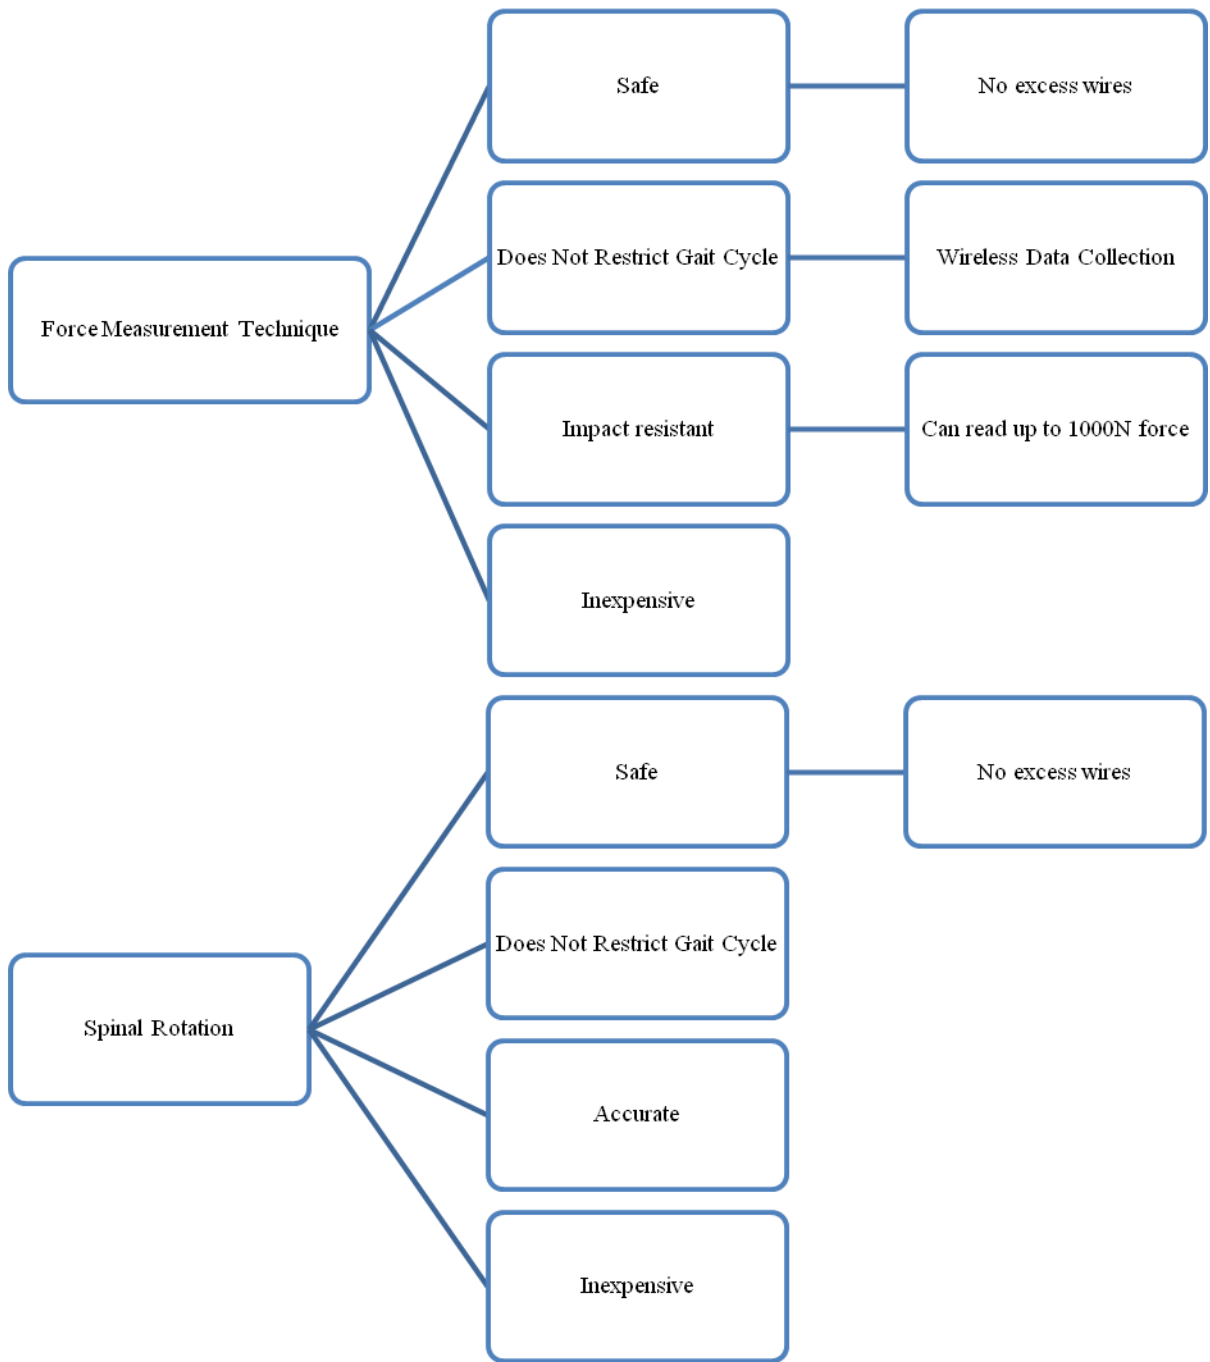 Safe
No excess wires
Does Not Restrict Gait Cycle
Wireless Data Collection
Force Measurement Technique
Impact resistant
Can read up to 1000N force
Inexpensive
Safe
No excess wires
Does Not Restrict Gait Cycle
Spinal Rotation
Accurate
Inexpensive